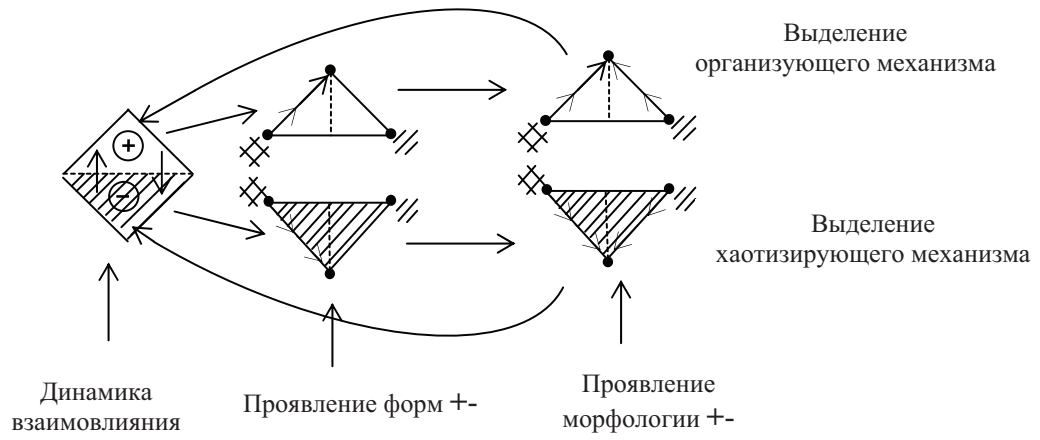 Выделение
организующего механизма
+
−
Выделение
хаотизирующего механизма
Динамика
взаимовлияния
Проявление форм +-
Проявление
морфологии +-